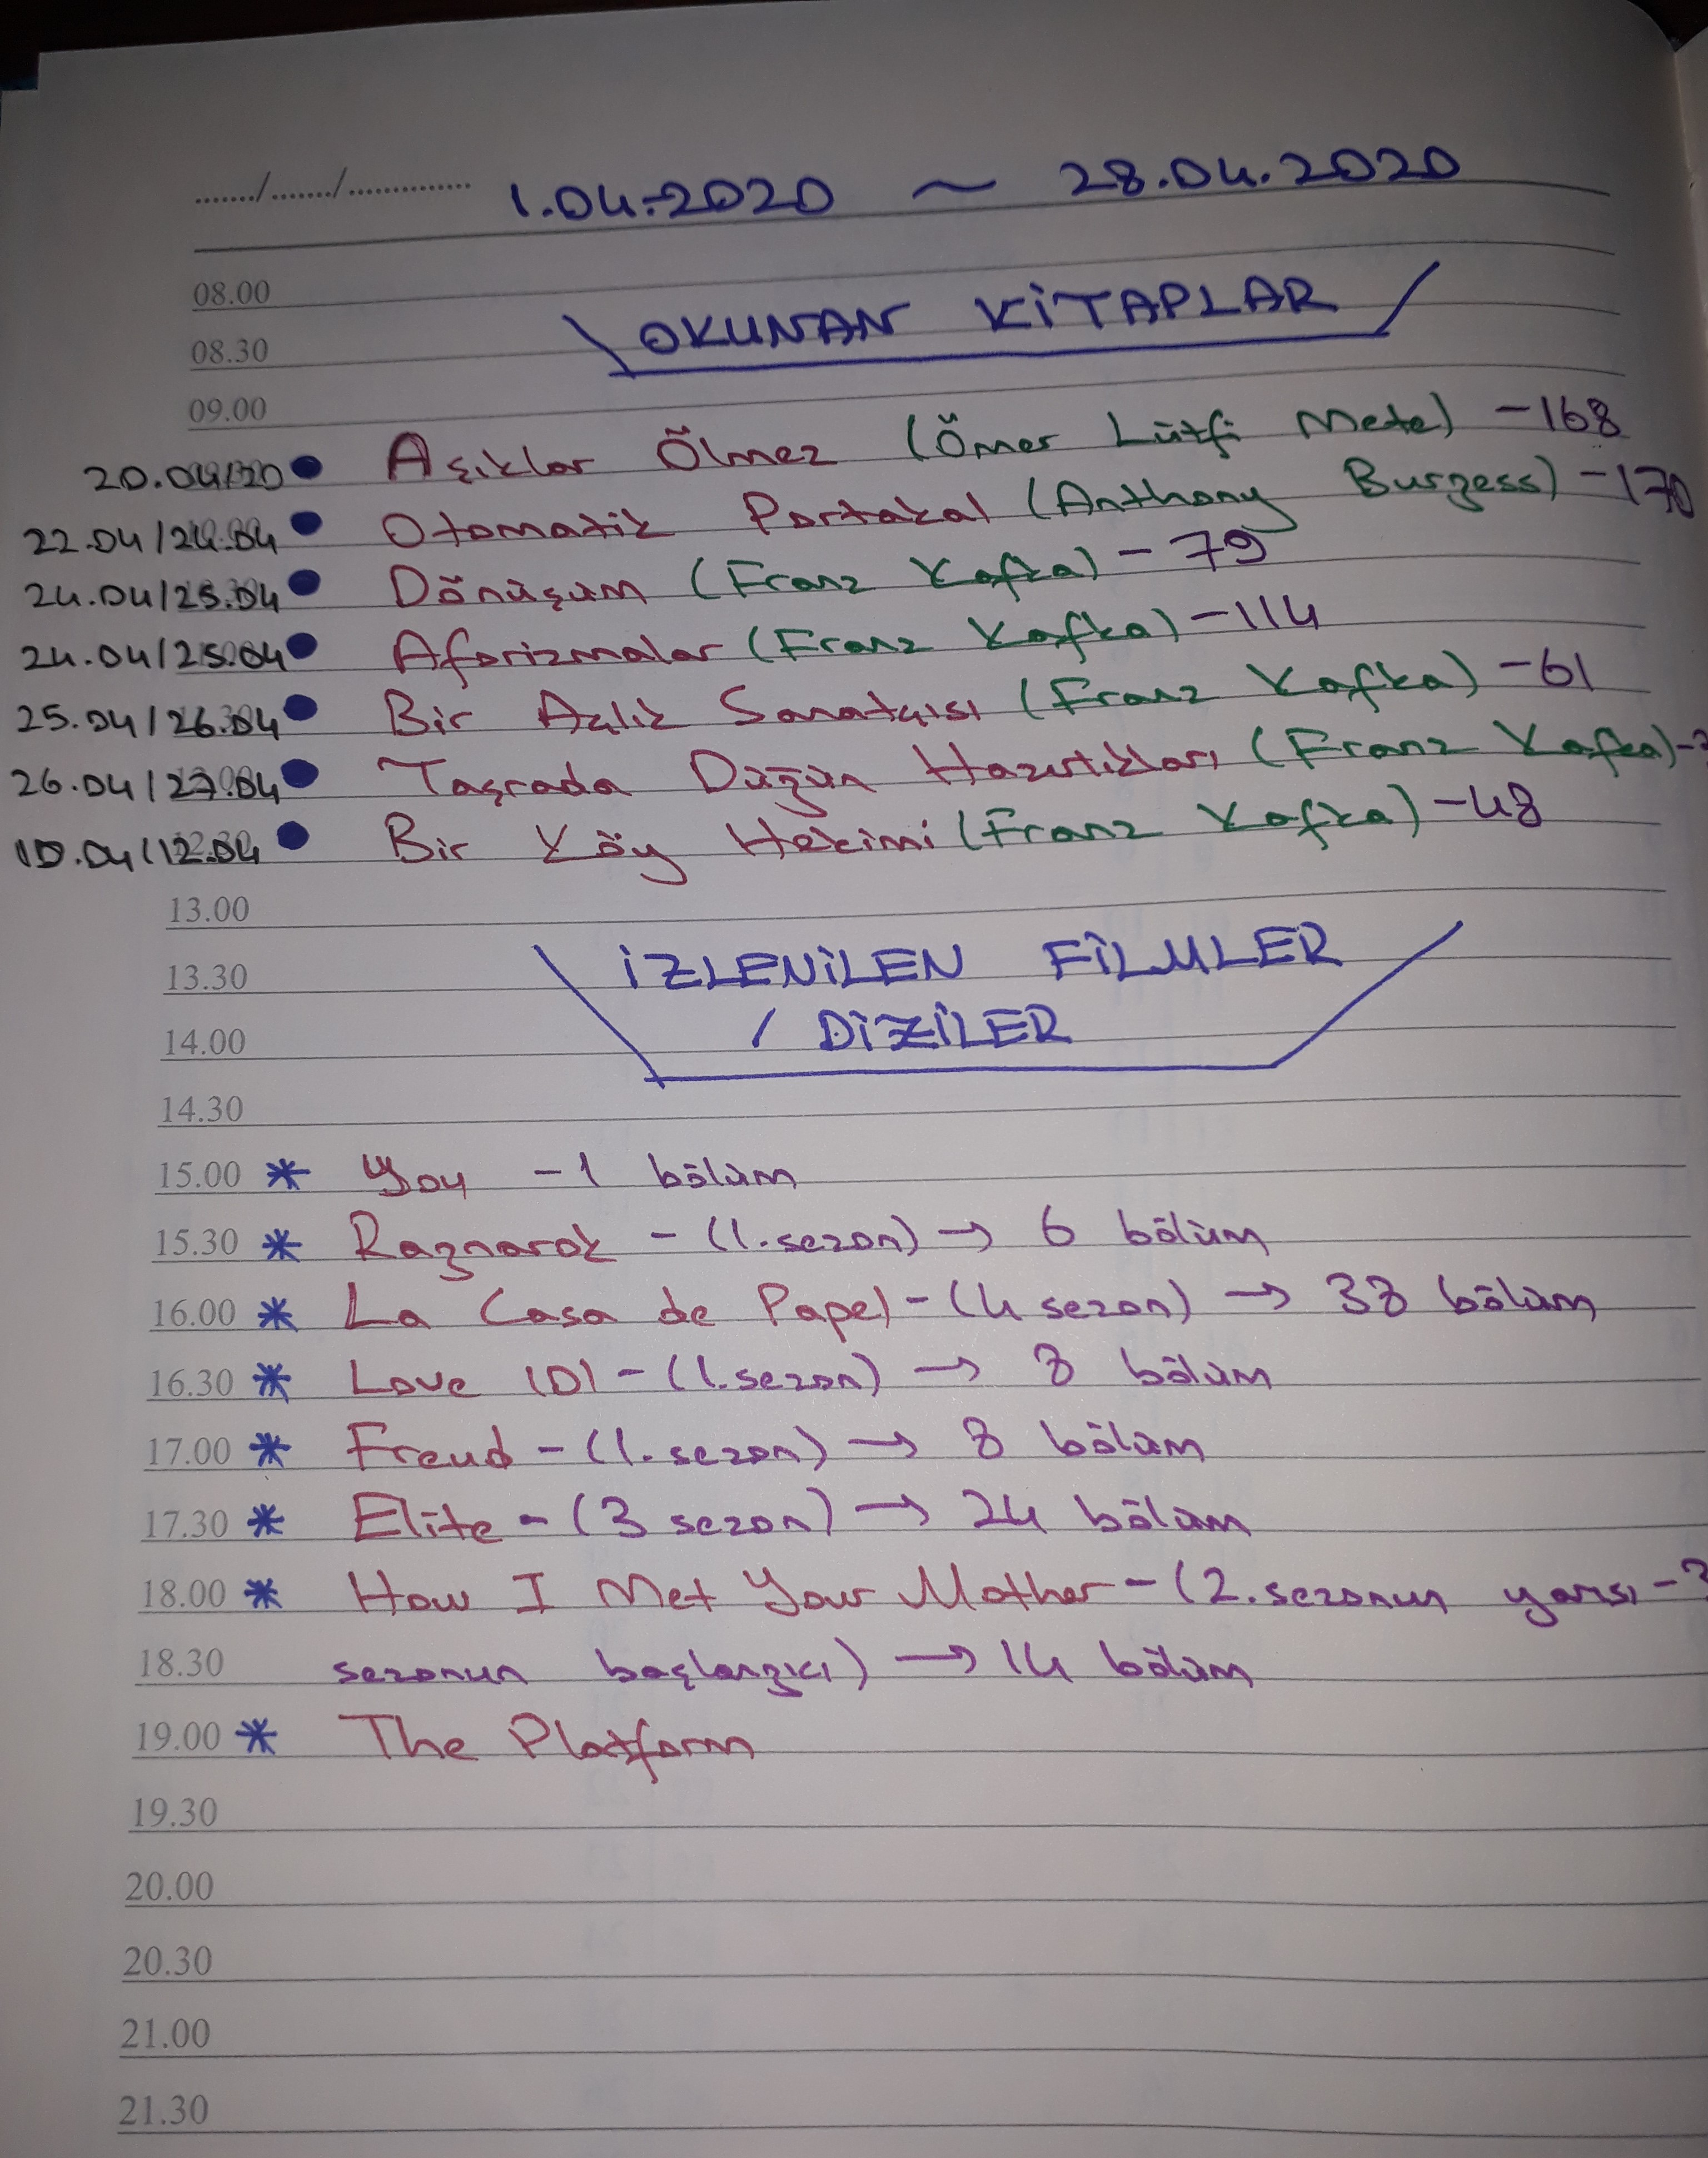 ....../....../............. 1.04.2020 ~ 28.04.2020
08.00
OKUNAN KİTAPLAR
08.30
09.00
20.04/20 ● Aşıklar Ölmez (Ömer Lütfi Mete) -168
22.04/24.04 ● Otomatik Portakal (Anthony Burgess) -170
24.04/25.04 ● Dönüşüm (Franz Kafka) - 79
24.04/25.04 ● Aforizmalar (Franz Kafka) -114
25.04/26.04 ● Bir Açlık Sanatçısı (Franz Kafka) -61
26.04/27.04 ● Taşrada Düğün Hazırlıkları (Franz Kafka)-
10.04/12.04 ● Bir Köy Hekimi (Franz Kafka) -48
13.00
13.30 İZLENİLEN FİLMLER
14.00 / DİZİLER
14.30
15.00 * You -1 bölüm
15.30 * Ragnarok - (1.sezon) → 6 bölüm
16.00 * La Casa de Papel - (4 sezon) → 38 bölüm
16.30 * Love 101 - (1.sezon) → 8 bölüm
17.00 * Freud - (1.sezon) → 8 bölüm
17.30 * Elite - (3 sezon) → 24 bölüm
18.00 * How I Met Your Mother - (2.sezonun yarısı -3
18.30 sezonun başlangıcı) → 14 bölüm
19.00 * The Platform
19.30
20.00
20.30
21.00
21.30